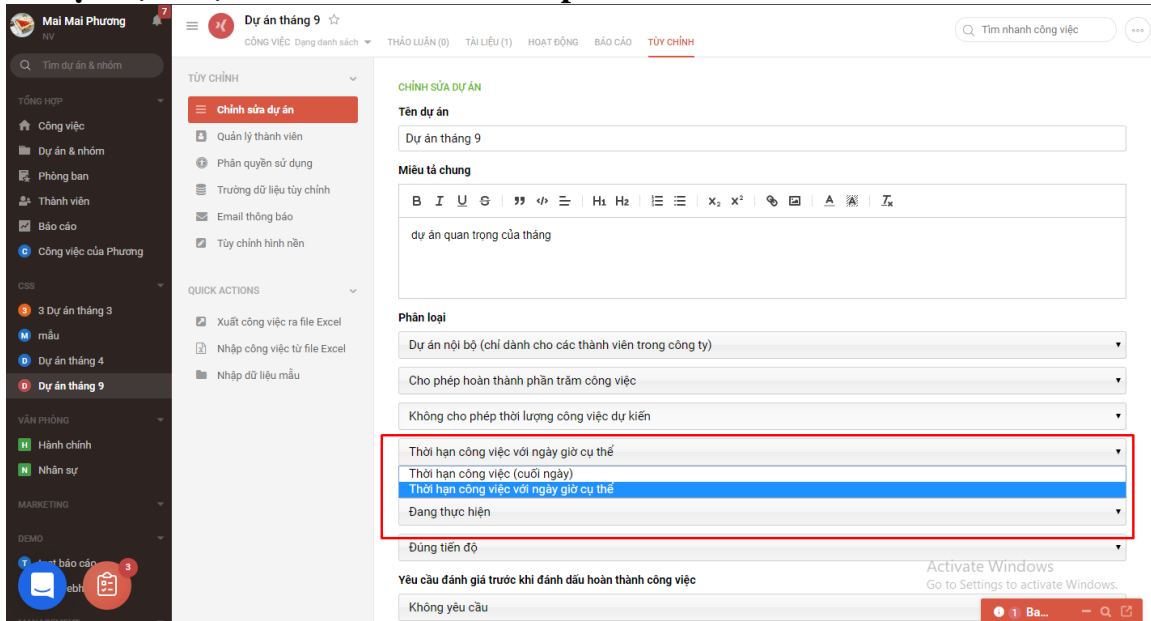 Mai Mai Phương
7
NV
Tìm dự án & nhóm
TỔNG HỢP
Công việc
Dự án & nhóm
Phòng ban
Thành viên
Báo cáo
C Công việc của Phương
CSS
3 3 Dự án tháng 3
M mẫu
D Dự án tháng 4
D Dự án tháng 9
VĂN PHÒNG
H Hành chính
N Nhân sự
MARKETING
DEMO
T test báo cáo
3
Dự án tháng 9
CÔNG VIỆC Dạng danh sách THẢO LUẬN (0) TÀI LIỆU (1) HOẠT ĐỘNG BÁO CÁO TÙY CHỈNH
Tìm nhanh công việc
TÙY CHỈNH
Chỉnh sửa dự án
Quản lý thành viên
Phân quyền sử dụng
Trường dữ liệu tùy chỉnh
Email thông báo
Tùy chỉnh hình nền
QUICK ACTIONS
Xuất công việc ra file Excel
Nhập công việc từ file Excel
Nhập dữ liệu mẫu
CHỈNH SỬA DỰ ÁN
Tên dự án
Dự án tháng 9
Miêu tả chung
B I U S H1 H2 x₂ x² A A Tx
dự án quan trọng của tháng
Phân loại
Dự án nội bộ (chỉ dành cho các thành viên trong công ty)
Cho phép hoàn thành phần trăm công việc
Không cho phép thời lượng công việc dự kiến
Thời hạn công việc với ngày giờ cụ thể
Thời hạn công việc (cuối ngày)
Thời hạn công việc với ngày giờ cụ thể
Đang thực hiện
Đúng tiến độ
Yêu cầu đánh giá trước khi đánh dấu hoàn thành công việc
Không yêu cầu
Activate Windows
Go to Settings to activate Windows.
1 Ba...